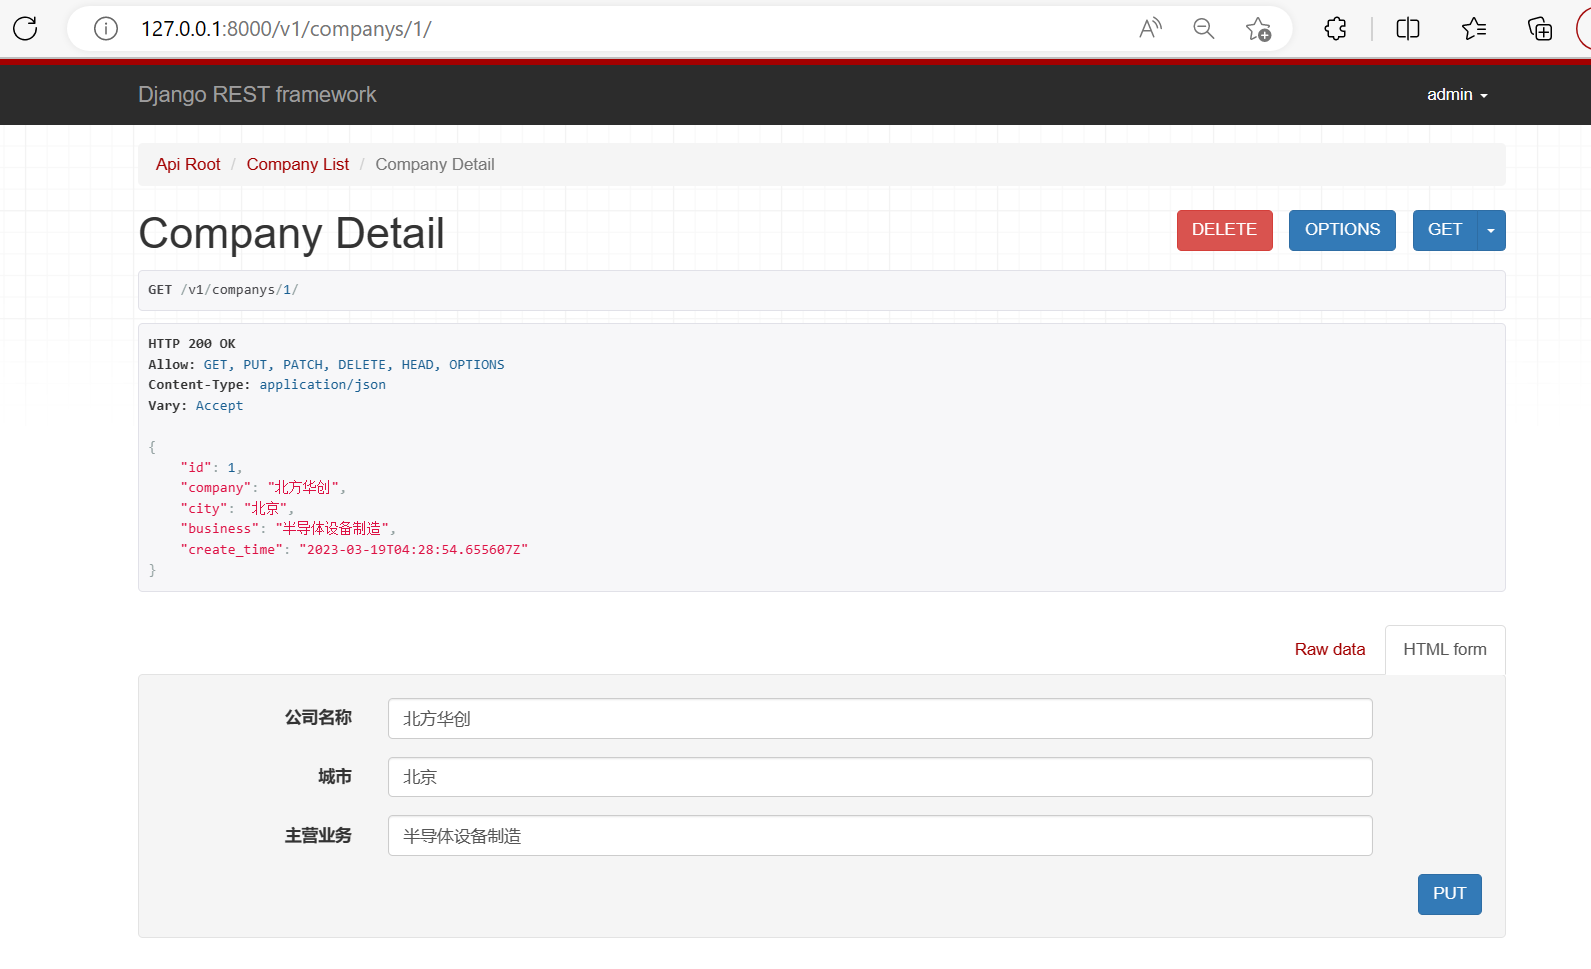 127.0.0.1:8000/v1/companys/1/
Django REST framework
admin
Api Root / Company List / Company Detail
Company Detail
DELETE
OPTIONS
GET
GET /v1/companys/1/
HTTP 200 OK
Allow: GET, PUT, PATCH, DELETE, HEAD, OPTIONS
Content-Type: application/json
Vary: Accept
{
"id": 1,
"company": "北方华创",
"city": "北京",
"business": "半导体设备制造",
"create_time": "2023-03-19T04:28:54.655607Z"
}
Raw data
HTML form
公司名称 北方华创
城市 北京
主营业务 半导体设备制造
PUT